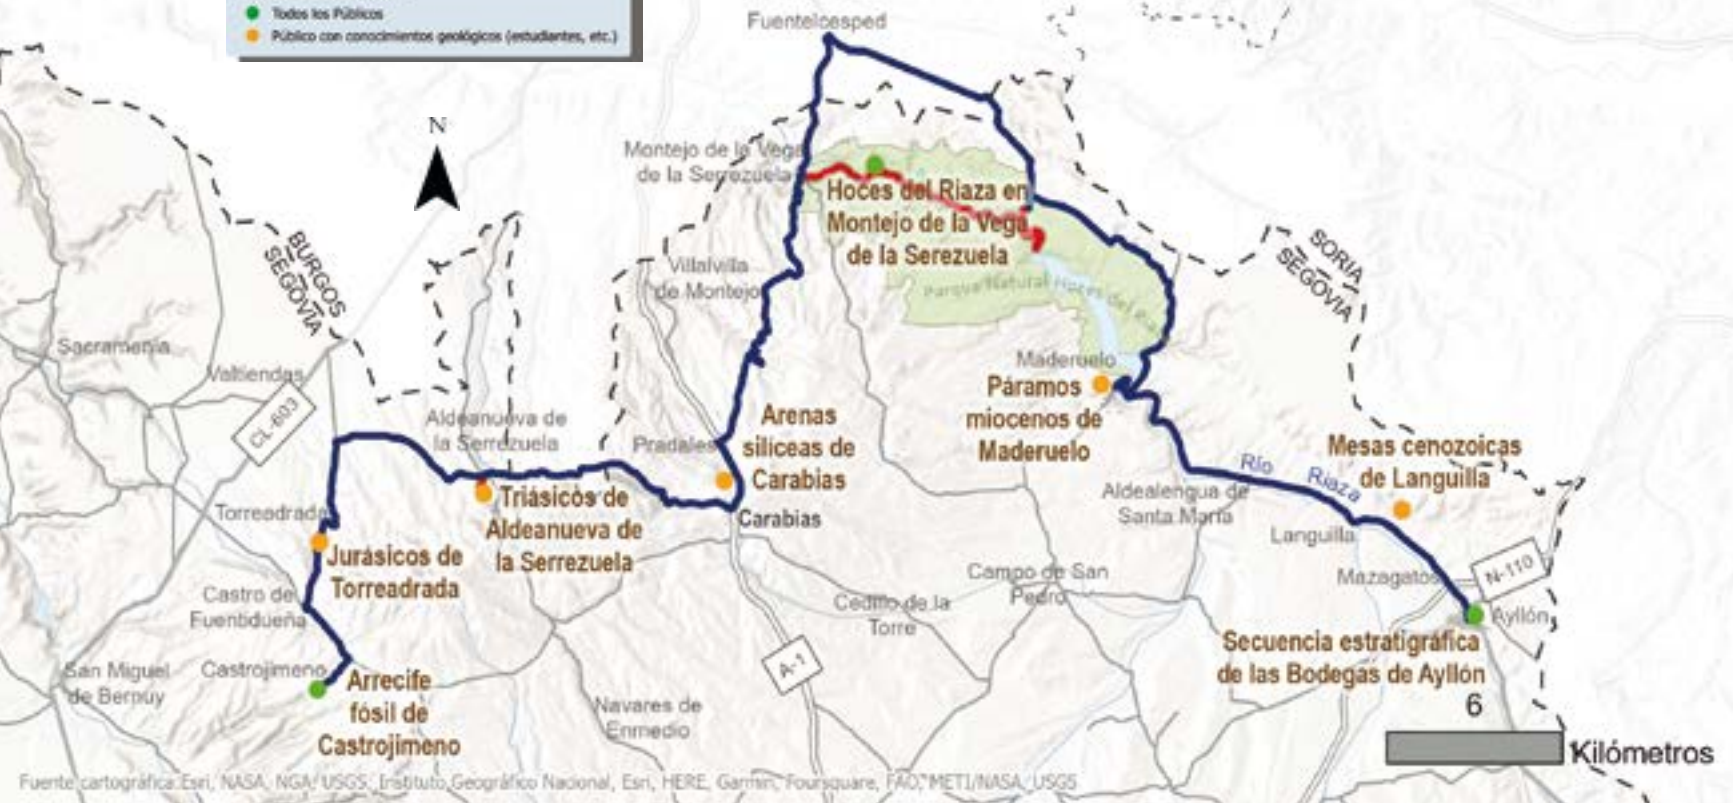 Todos los Públicos
Público con conocimientos geológicos (estudiantes, etc.)
Fuentelcesped
N
Montejo de la Vega
de la Serrezuela
Hoces del Riaza en
Montejo de la Vega
de la Serezuela
BURGOS
SEGOVIA
SORIA
SEGOVIA
Villalvilla
de Montejo
Parque Natural Hoces del Riaza
Sacramenia
Valtiendas
CL-603
Aldeanueva de
la Serrezuela
Pradales
Arenas
silíceas de
Carabias
Maderuelo
Páramos
miocenos de
Maderuelo
Mesas cenozoicas
de Languilla
Río Riaza
Torreadrada
Triásicos de
Aldeanueva de
la Serrezuela
Carabias
Aldealengua de
Santa María
Languilla
Jurásicos de
Torreadrada
Castro de
Fuentidueña
Campo de San
Pedro
Cedillo de la
Torre
Mazagatos
N-110
Ayllón
Secuencia estratigráfica
de las Bodegas de Ayllón
San Miguel
de Bernuy
Castrojimeno
Arrecife
fósil de
Castrojimeno
A-1
Navares de
Enmedio
6
Kilómetros
Fuente cartográfica: Esri, NASA, NGA, USGS, Instituto Geográfico Nacional, Esri, HERE, Garmin, Foursquare, FAO, METI/NASA, USGS